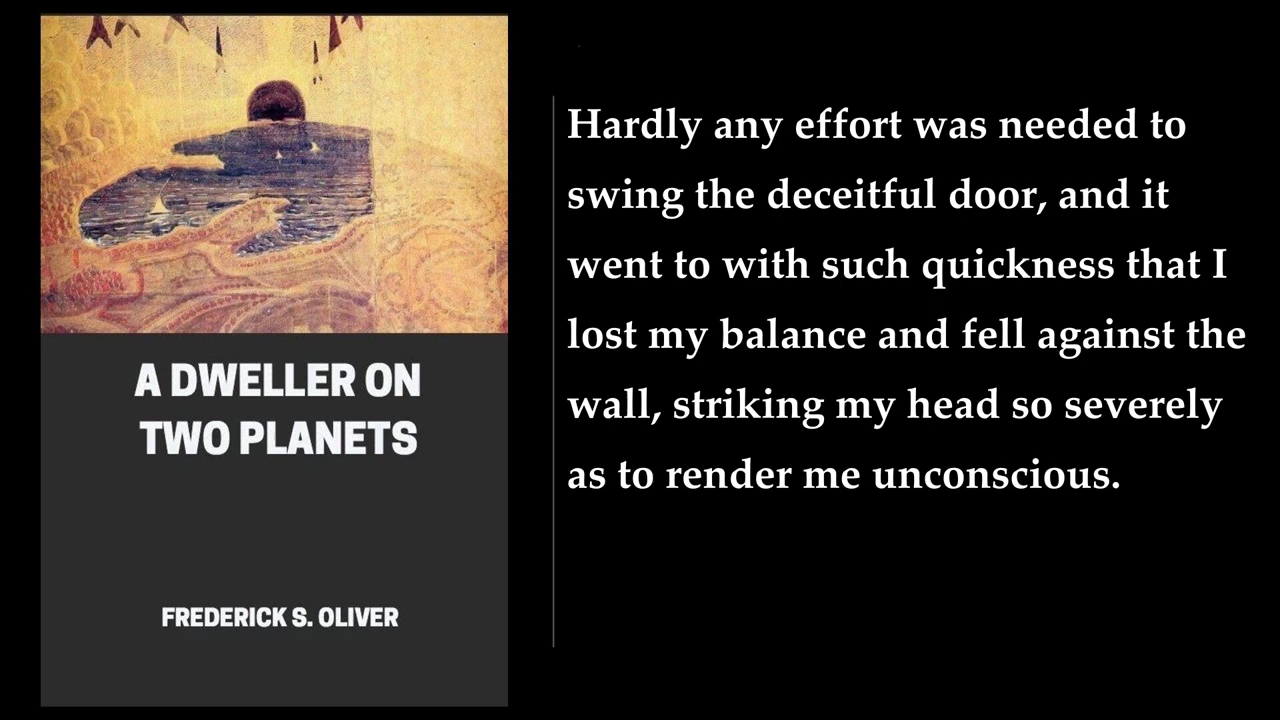 A DWELLER ON
TWO PLANETS
FREDERICK S. OLIVER
Hardly any effort was needed to
swing the deceitful door, and it
went to with such quickness that I
lost my balance and fell against the
wall, striking my head so severely
as to render me unconscious.